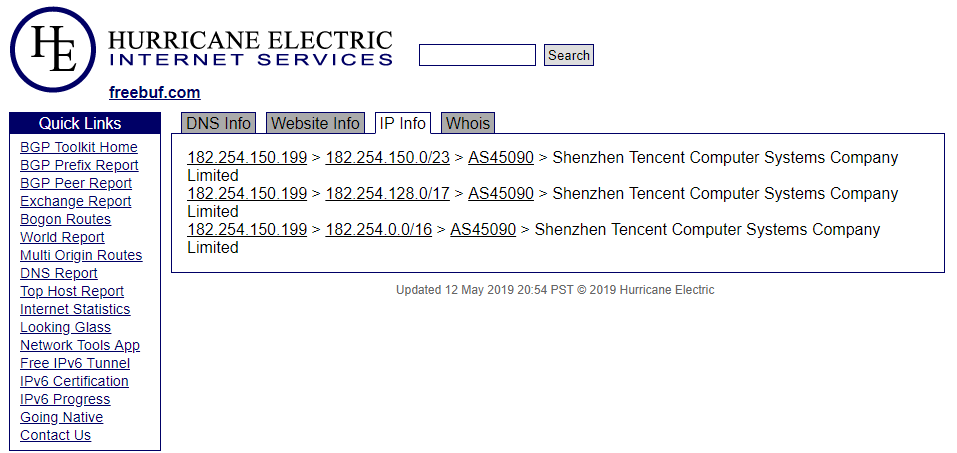 HE
HURRICANE ELECTRIC
INTERNET SERVICES
Search
freebuf.com
Quick Links
BGP Toolkit Home
BGP Prefix Report
BGP Peer Report
Exchange Report
Bogon Routes
World Report
Multi Origin Routes
DNS Report
Top Host Report
Internet Statistics
Looking Glass
Network Tools App
Free IPv6 Tunnel
IPv6 Certification
IPv6 Progress
Going Native
Contact Us
DNS Info Website Info IP Info Whois
182.254.150.199 > 182.254.150.0/23 > AS45090 > Shenzhen Tencent Computer Systems Company
Limited
182.254.150.199 > 182.254.128.0/17 > AS45090 > Shenzhen Tencent Computer Systems Company
Limited
182.254.150.199 > 182.254.0.0/16 > AS45090 > Shenzhen Tencent Computer Systems Company
Limited
Updated 12 May 2019 20:54 PST © 2019 Hurricane Electric